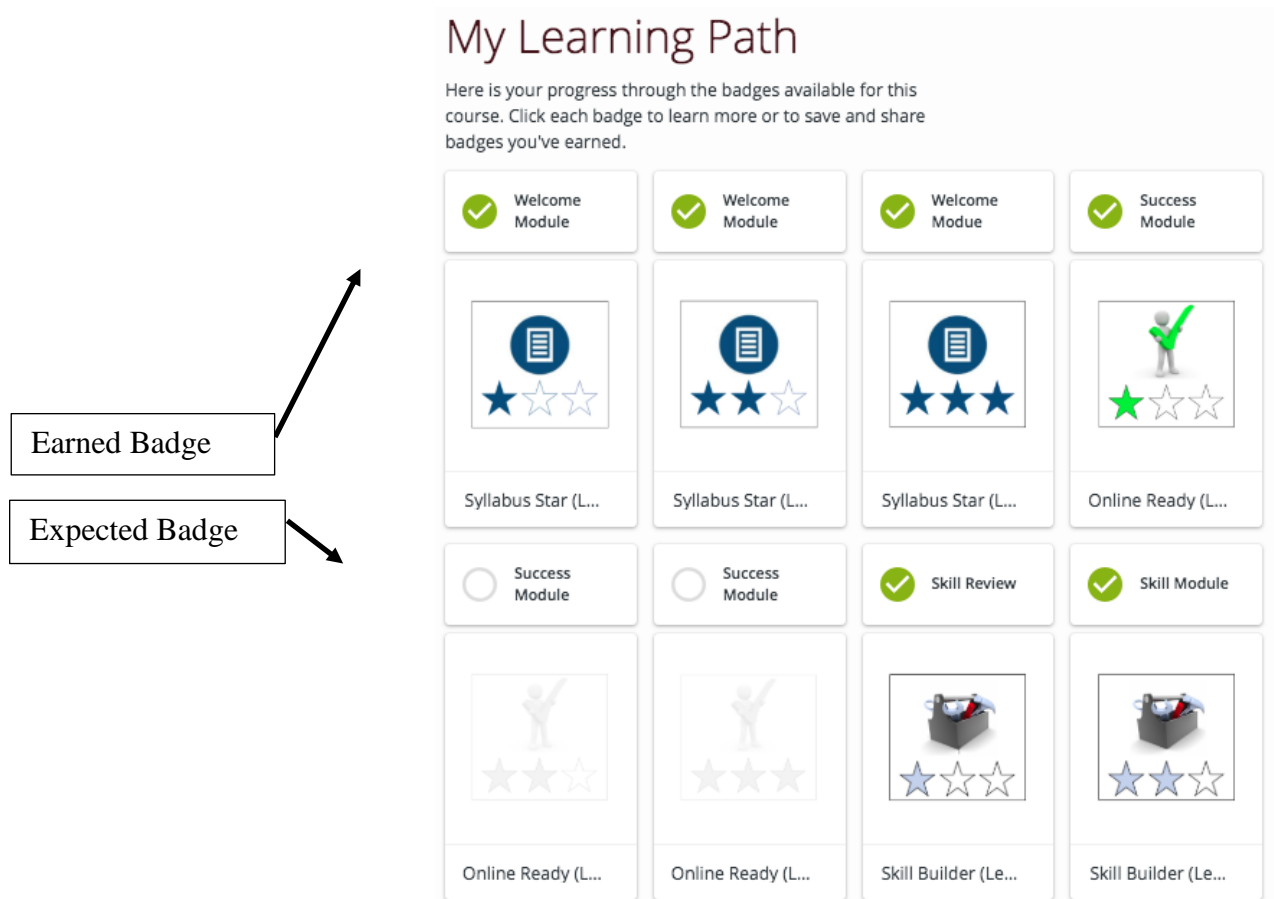 My Learning Path
Here is your progress through the badges available for this
course. Click each badge to learn more or to save and share
badges you've earned.
Welcome
Module
Welcome
Module
Welcome
Modue
Success
Module
Earned Badge
Syllabus Star (L...
Syllabus Star (L...
Syllabus Star (L...
Online Ready (L...
Expected Badge
Success
Module
Success
Module
Skill Review
Skill Module
Online Ready (L...
Online Ready (L...
Skill Builder (Le...
Skill Builder (Le...